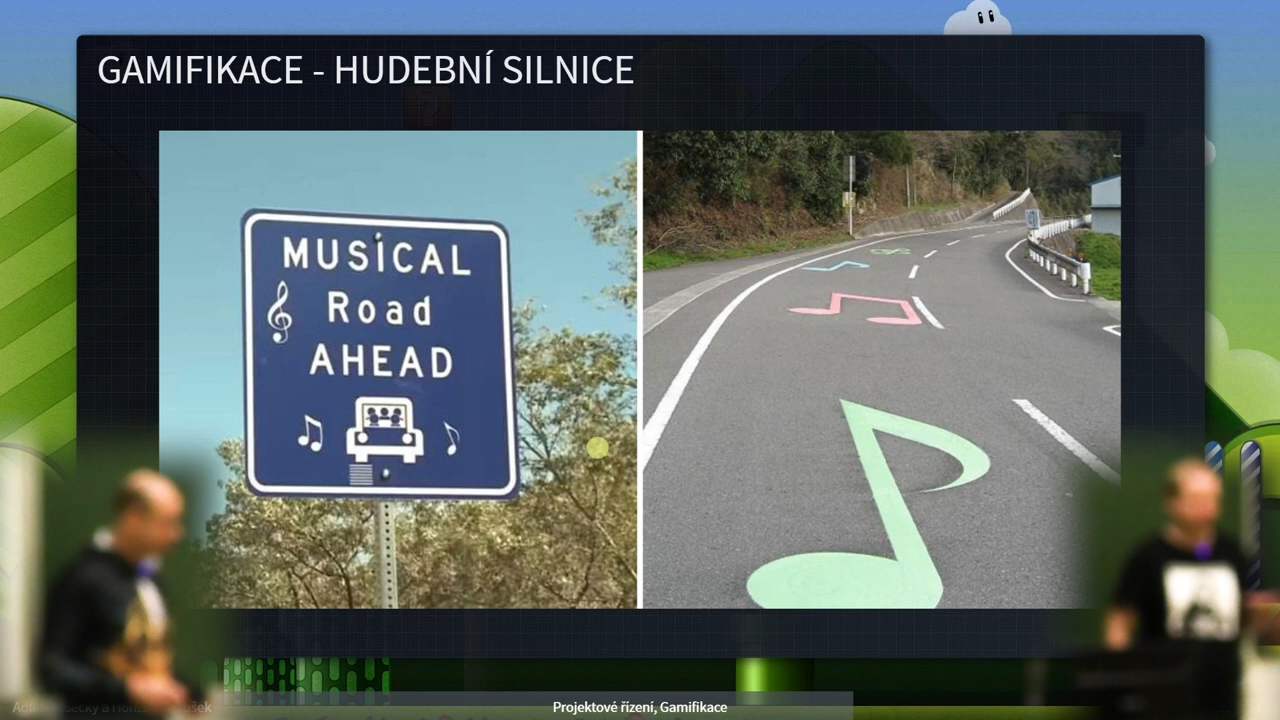 GAMIFIKACE - HUDEBNÍ SILNICE
MUSICAL
Road
AHEAD
Projektové řízení, Gamifikace